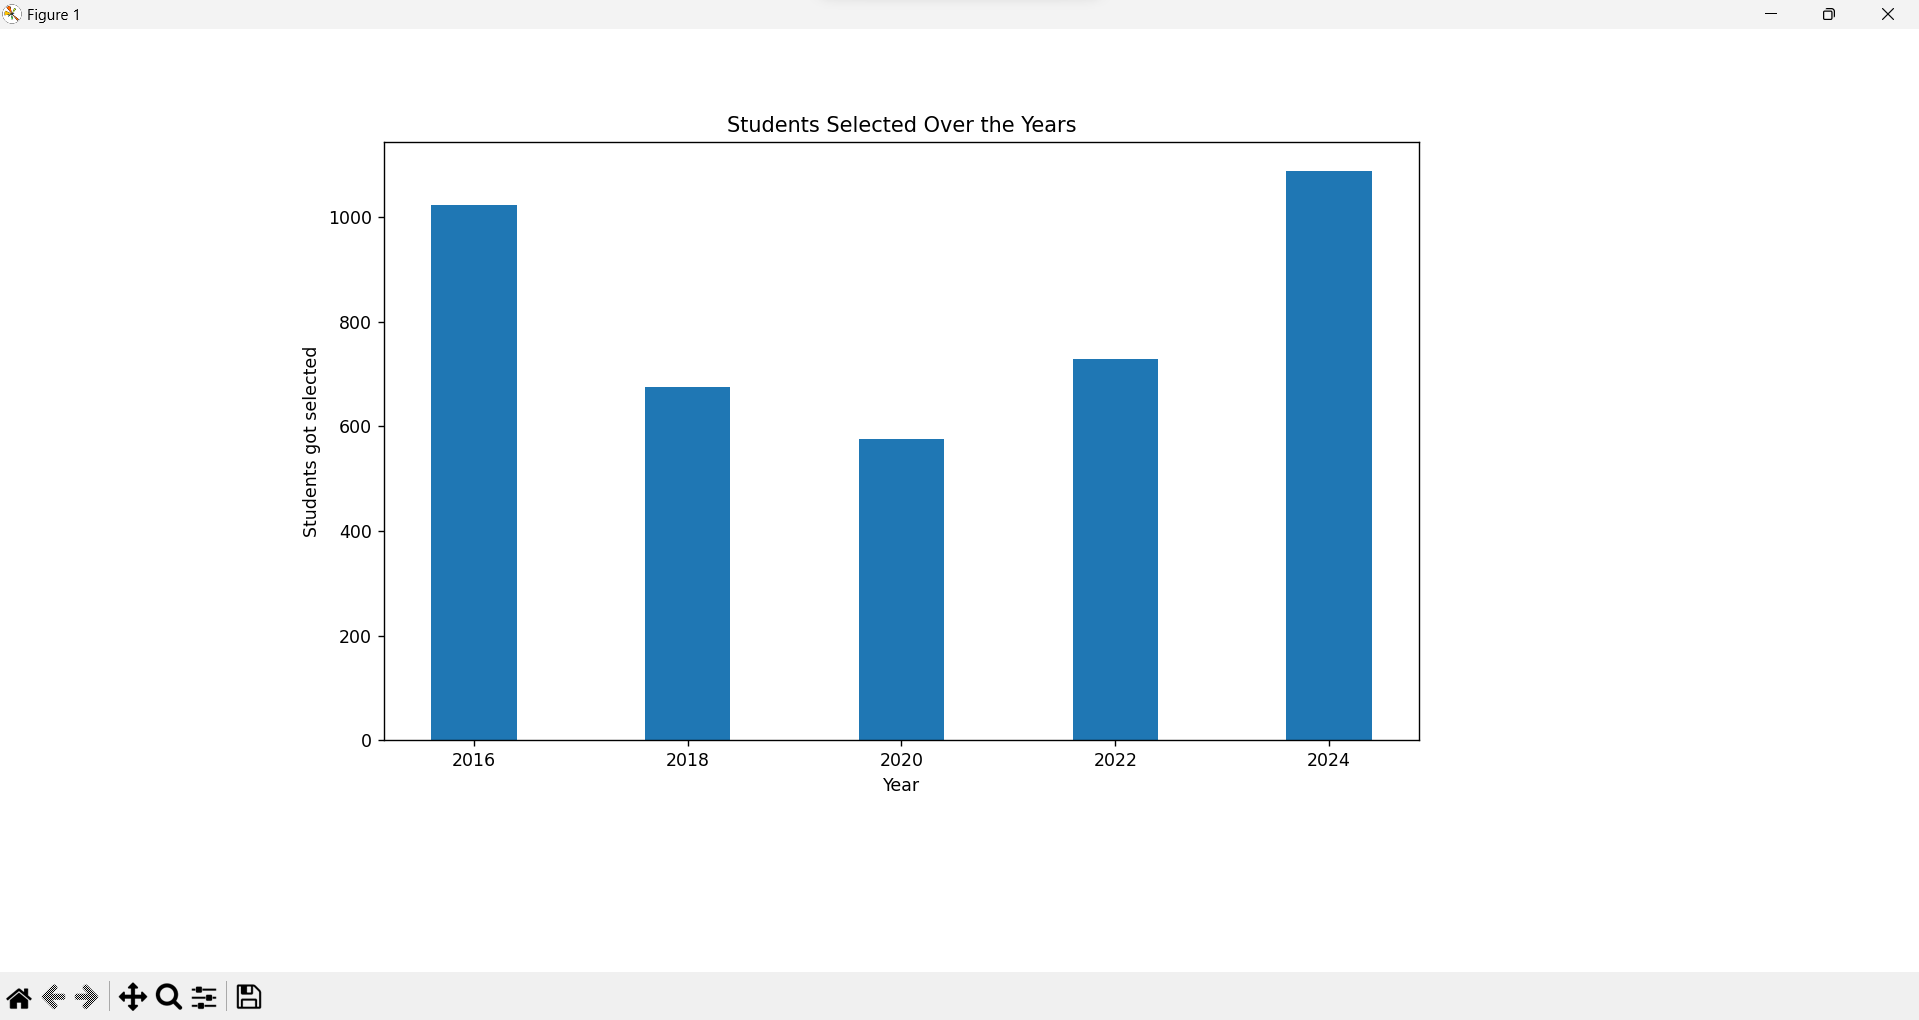 Figure 1
Students Selected Over the Years
1000
800
600
400
200
0
Students got selected
2016 2018 2020 2022 2024
Year